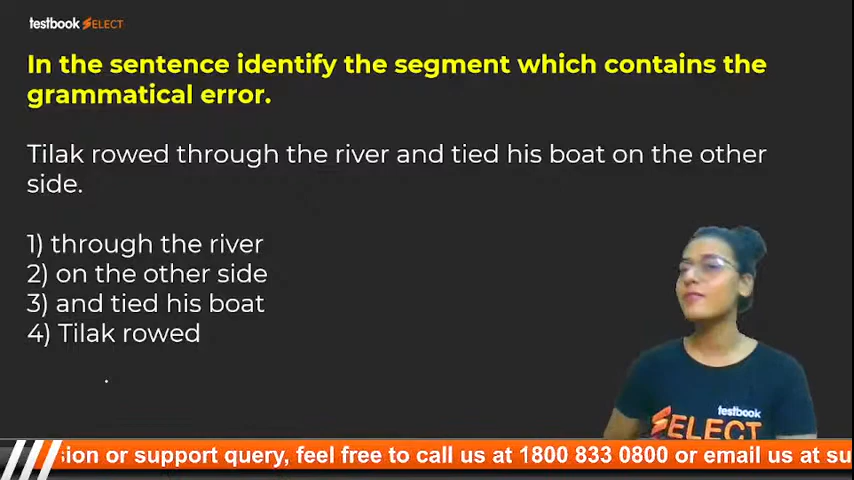 testbook SELECT
In the sentence identify the segment which contains the
grammatical error.
Tilak rowed through the river and tied his boat on the other
side.
1) through the river
2) on the other side
3) and tied his boat
4) Tilak rowed
testbook
SELECT
sion or support query, feel free to call us at 1800 833 0800 or email us at su